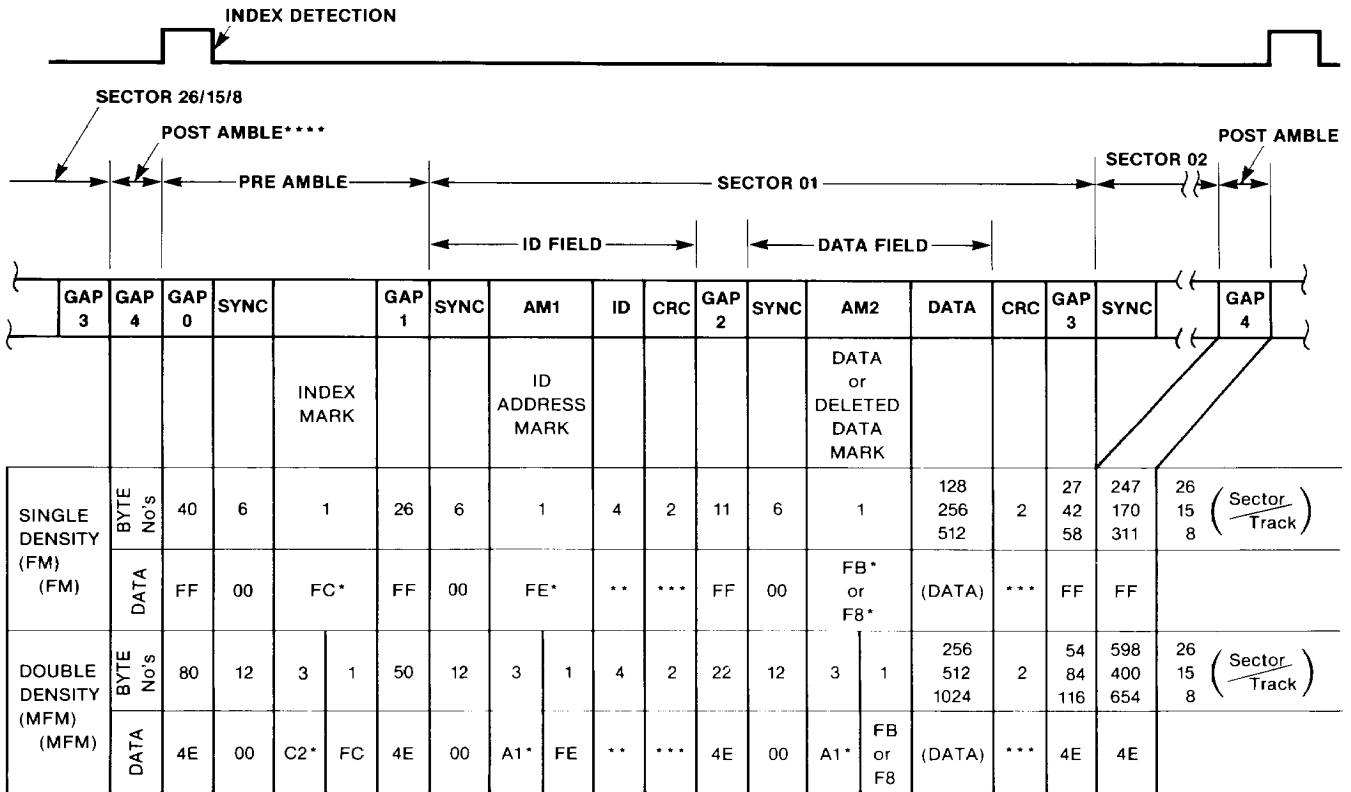 INDEX DETECTION
SECTOR 26/15/8
POST AMBLE****
POST AMBLE
SECTOR 02
PRE AMBLE
SECTOR 01
ID FIELD
DATA FIELD
GAP 3
GAP 4
GAP 0
SYNC
GAP 1
SYNC
AM1
ID
CRC
GAP 2
SYNC
AM2
DATA
CRC
GAP 3
SYNC
GAP 4
INDEX
MARK
ID
ADDRESS
MARK
DATA
or
DELETED
DATA
MARK
SINGLE
DENSITY
(FM)
(FM)
BYTE
No's
40 6 1 26 6 1 4 2 11 6 1 128 2 27 247 26
256 42 170 15
512 58 311 8
(Sector
Track)
DATA
FF 00 FC* FF 00 FE* ** *** FF 00 FB* or F8* (DATA) *** FF FF
DOUBLE
DENSITY
(MFM)
(MFM)
BYTE
No's
80 12 3 1 50 12 3 1 4 2 22 12 3 1 256 2 54 598 26
512 84 400 15
1024 116 654 8
(Sector
Track)
DATA
4E 00 C2* FC 4E 00 A1* FE ** *** 4E 00 A1* FB or F8 (DATA) *** 4E 4E